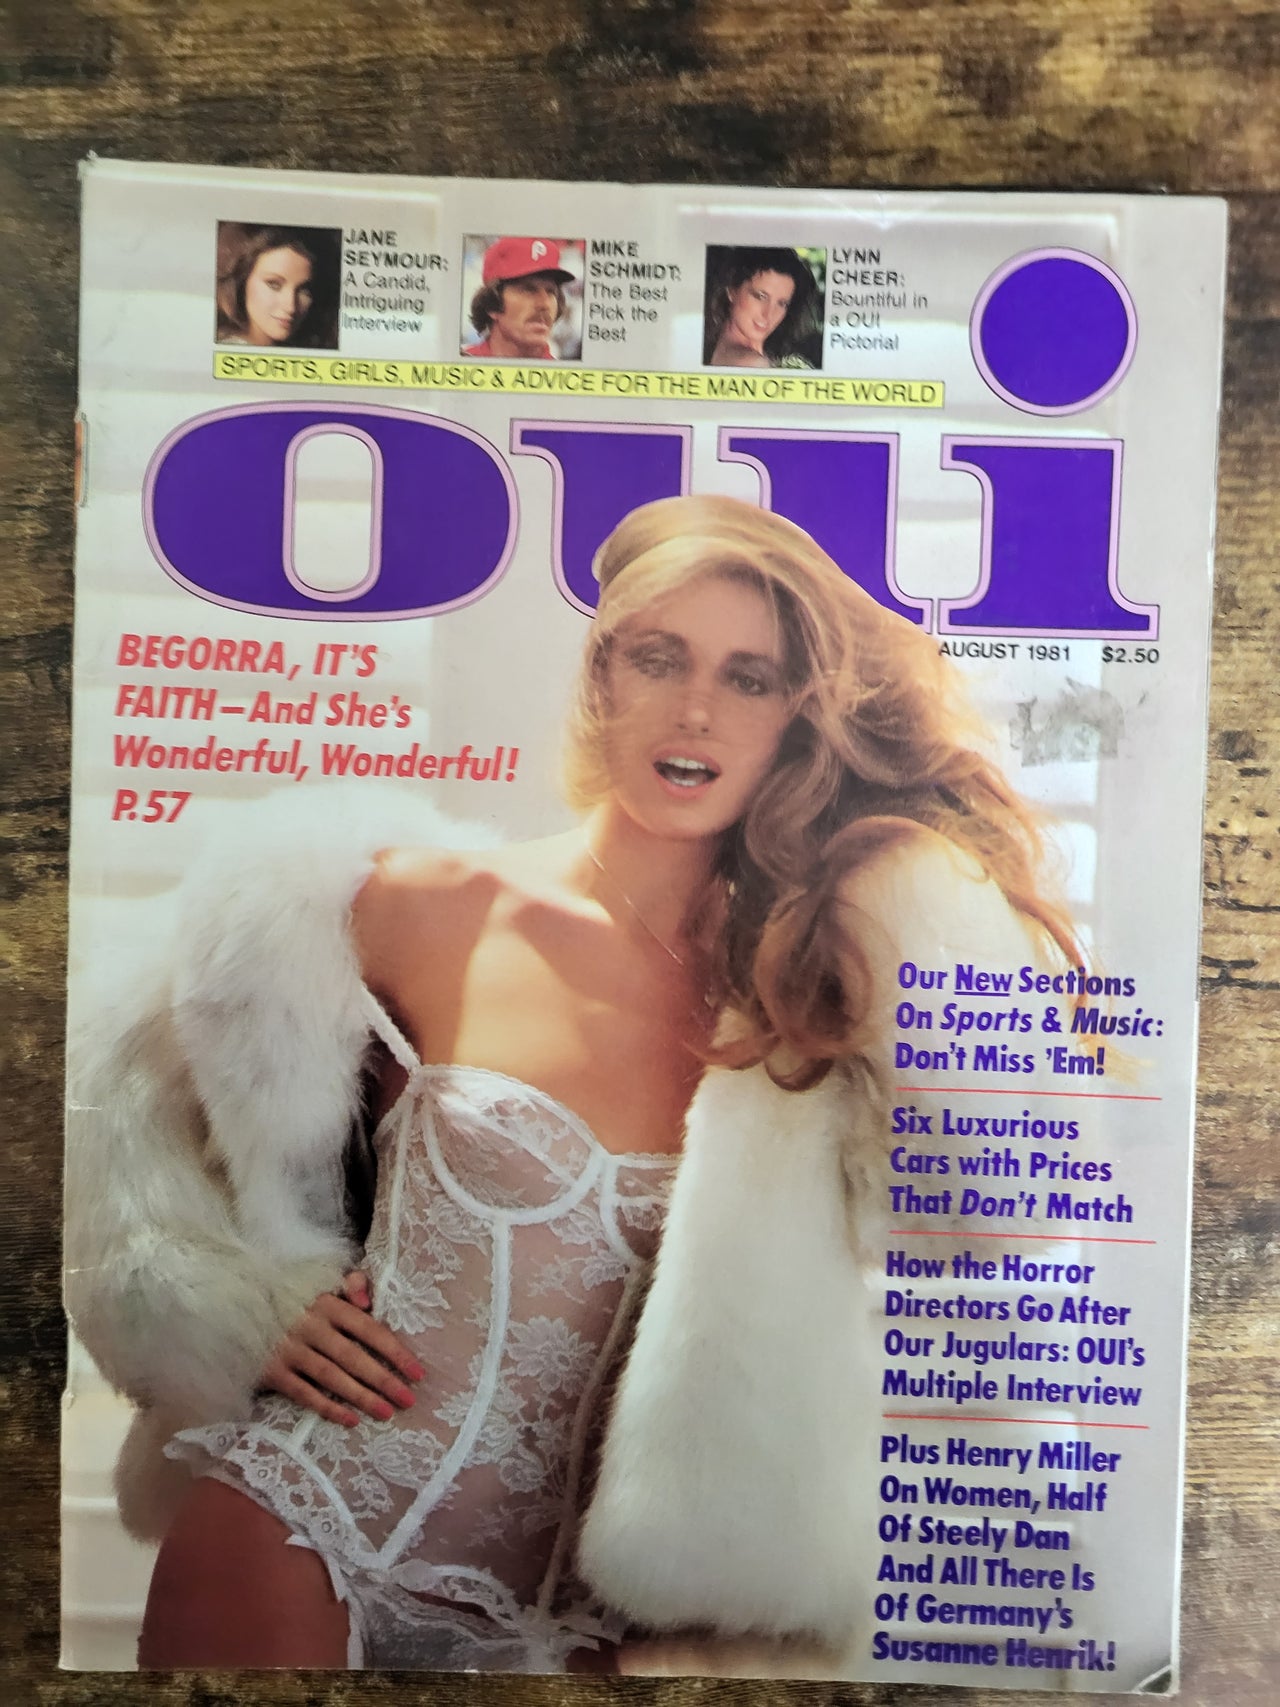 JANE
SEYMOUR:
A Candid,
Intriguing
Interview
P
MIKE
SCHMIDT:
The Best
Pick the
Best
LYNN
CHEER:
Bountiful in
a OUI
Pictorial
SPORTS, GIRLS, MUSIC & ADVICE FOR THE MAN OF THE WORLD
oui
AUGUST 1981 $2.50
BEGORRA, IT'S
FAITH—And She's
Wonderful, Wonderful!
P.57
Our New Sections
On Sports & Music:
Don't Miss 'Em!
Six Luxurious
Cars with Prices
That Don't Match
How the Horror
Directors Go After
Our Jugulars: OUI's
Multiple Interview
Plus Henry Miller
On Women, Half
Of Steely Dan
And All There Is
Of Germany's
Susanne Henrik!